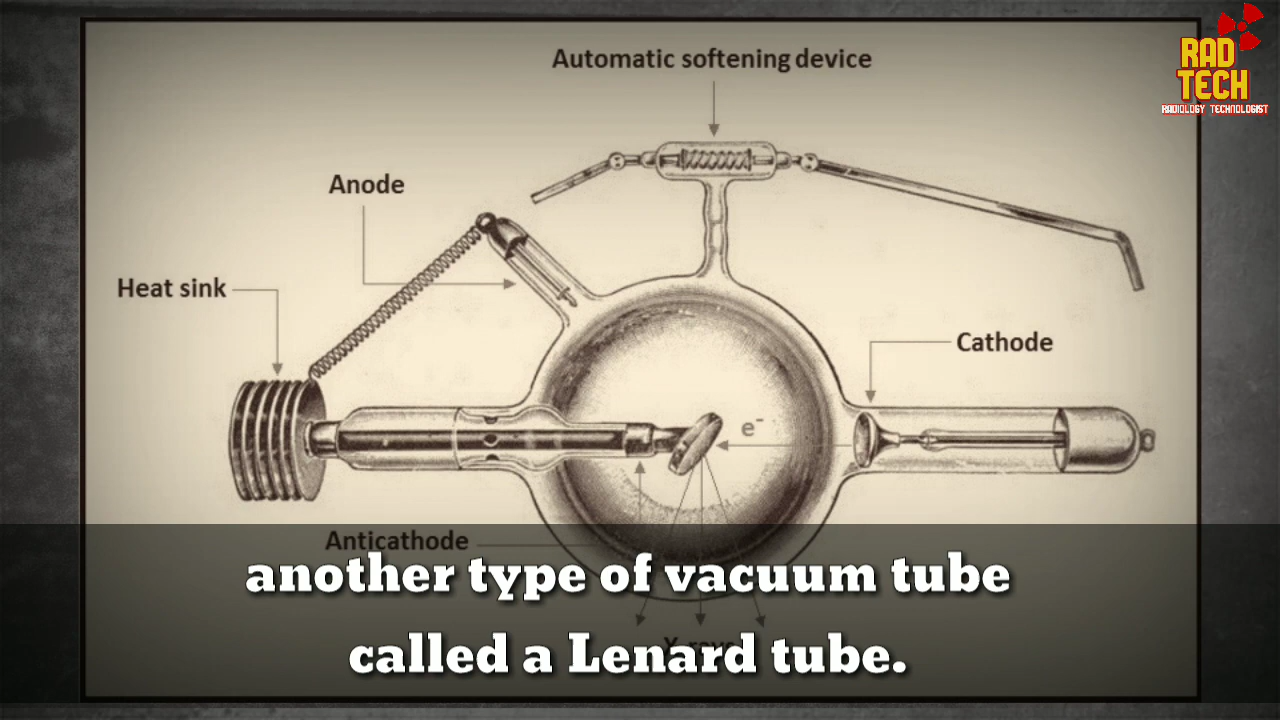 Automatic softening device
RAD
TECH
RADIOLOGY TECHNOLOGIST
Anode
Heat sink
Cathode
e⁻
Anticathode
another type of vacuum tube
called a Lenard tube.